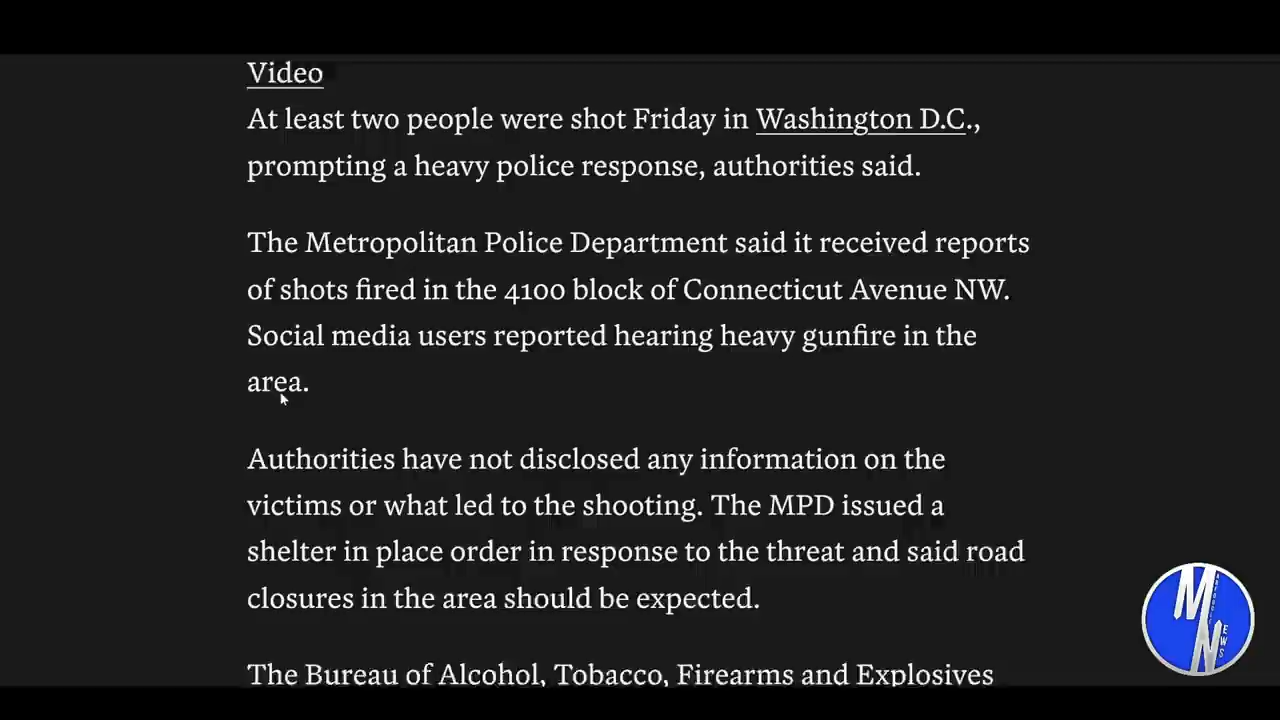 Video
At least two people were shot Friday in Washington D.C.,
prompting a heavy police response, authorities said.
The Metropolitan Police Department said it received reports
of shots fired in the 4100 block of Connecticut Avenue NW.
Social media users reported hearing heavy gunfire in the
area.
Authorities have not disclosed any information on the
victims or what led to the shooting. The MPD issued a
shelter in place order in response to the threat and said road
closures in the area should be expected.
The Bureau of Alcohol, Tobacco, Firearms and Explosives
MN
EWS